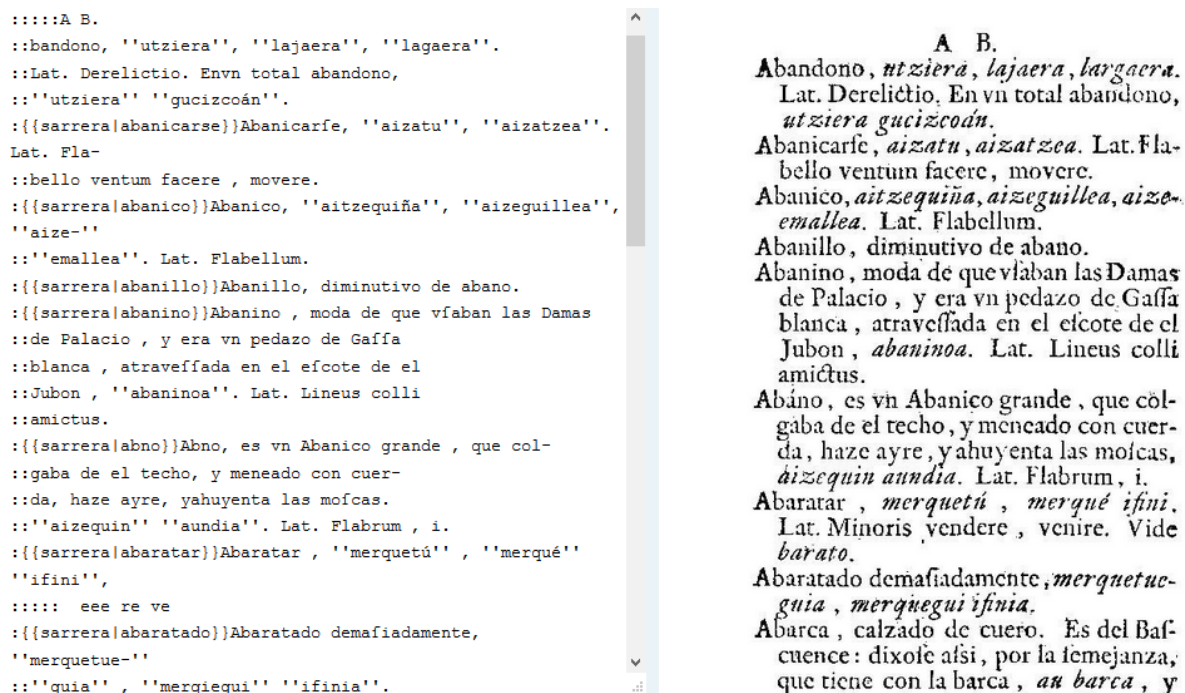 :::::A B.
::bandono, ''utziera'', ''lajaera'', ''lagaera''.
::Lat. Derelictio. Envn total abandono,
::''utziera'' ''gucizcoán''.
:{{sarrera|abanicarse}}Abanicarſe, ''aizatu'', ''aizatzea''.
Lat. Fla-
::bello ventum facere , movere.
:{{sarrera|abanico}}Abanico, ''aitzequiña'', ''aizeguillea'',
''aize-''
::''emallea''. Lat. Flabellum.
:{{sarrera|abanillo}}Abanillo, diminutivo de abano.
:{{sarrera|abanino}}Abanino , moda de que vſaban las Damas
::de Palacio , y era vn pedazo de Gaſſa
::blanca , atraveſſada en el eſcote de el
::Jubon , ''abaninoa''. Lat. Lineus colli
::amictus.
:{{sarrera|abno}}Abno, es vn Abanico grande , que col-
::gaba de el techo, y meneado con cuer-
::da, haze ayre, yahuyenta las moſcas.
::''aizequin'' ''aundia''. Lat. Flabrum , i.
:{{sarrera|abaratar}}Abaratar , ''merquetú'' , ''merqué''
''ifini'',
:::::  eee re ve
:{{sarrera|abaratado}}Abaratado demaſiadamente,
''merquetue-''
::''guia'' , ''merqiegui'' ''ifinia''.
A B.
Abandono, utziera, lajaera, largaera.
Lat. Derelictio. En vn total abandono,
utziera gucizcoán.
Abanicarſe, aizatu, aizatzea. Lat. Fla-
bello ventum facere, movere.
Abanico, aitzequiña, aizeguillea, aize-
emallea. Lat. Flabellum.
Abanillo, diminutivo de abano.
Abanino, moda de que vſaban las Damas
de Palacio, y era vn pedazo de Gaſſa
blanca, atraveſſada en el eſcote de el
Jubon, abaninoa. Lat. Lineus colli
amictus.
Abáno, es vn Abanico grande, que col-
gaba de el techo, y meneado con cuer-
da, haze ayre, y ahuyenta las moſcas,
aizequin aundia. Lat. Flabrum, i.
Abaratar, merquetú, merqué ifini.
Lat. Minoris vendere, venire. Vide
barato.
Abaratado demaſiadamente, merquetue-
guia, merquegui ifinia.
Abarca, calzado de cuero. Es del Baſ-
cuence: dixoſe aſsi, por la ſemejanza,
que tiene con la barca, au barca, y